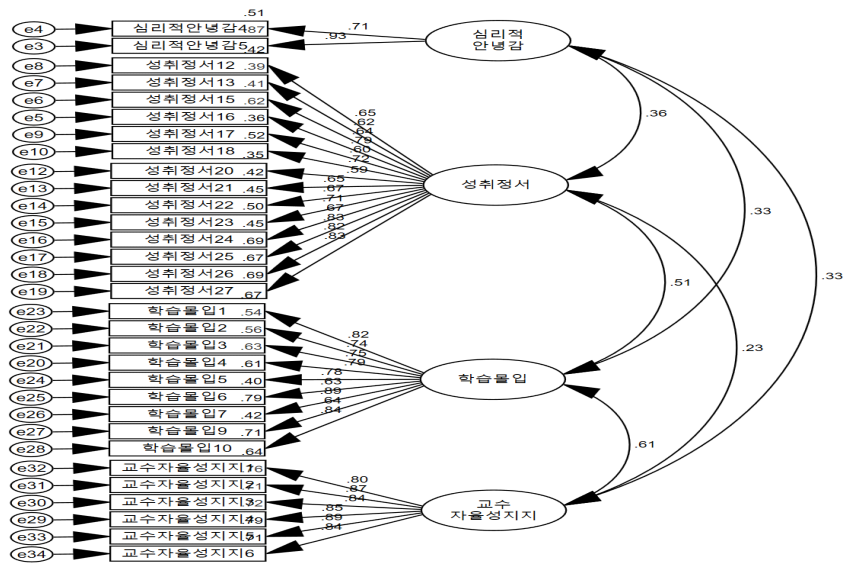 .51
e4 심리적안녕감4 .87
e3 심리적안녕감5 .42
e8 성취정서12 .39
e7 성취정서13 .41
e6 성취정서15 .62
e5 성취정서16 .36
e9 성취정서17 .52
e10 성취정서18 .35
e12 성취정서20 .42
e13 성취정서21 .45
e14 성취정서22 .50
e15 성취정서23 .45
e16 성취정서24 .69
e17 성취정서25 .67
e18 성취정서26 .69
e19 성취정서27 .67
e23 학습몰입1 .54
e22 학습몰입2 .56
e21 학습몰입3 .63
e20 학습몰입4 .61
e24 학습몰입5 .40
e25 학습몰입6 .79
e26 학습몰입7 .42
e27 학습몰입9 .71
e28 학습몰입10 .64
e32 교수자율성지지1 .76
e31 교수자율성지지2 .71
e30 교수자율성지지3 .72
e29 교수자율성지지4 .79
e33 교수자율성지지5 .71
e34 교수자율성지지6
.71
.93
.65
.62
.64
.79
.60
.72
.59
.65
.67
.71
.67
.83
.82
.83
.82
.74
.75
.79
.78
.63
.89
.64
.84
.80
.87
.84
.85
.89
.84
심리적
안녕감
성취정서
학습몰입
교수
자율성지지
.36
.33
.33
.51
.23
.61